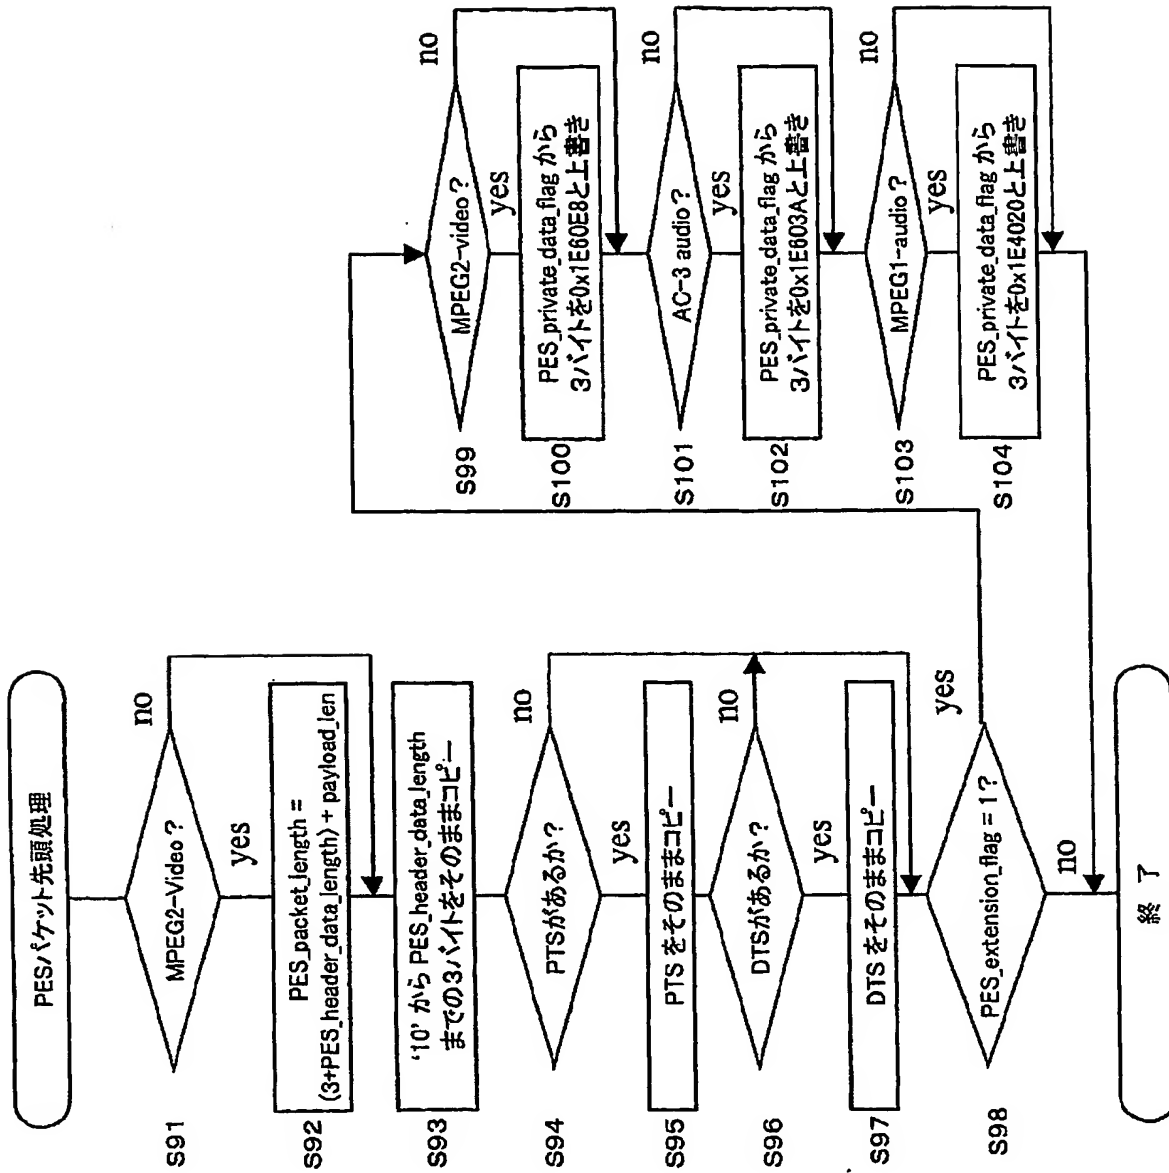 PESパケット先頭処理
S91
MPEG2-Video?
no
yes
S92
PES_packet_length =
(3+PES_header_data_length) + payload_len
S93
‘10’ から PES_header_data_length
までの3バイトをそのままコピー
S94
PTSがあるか?
no
yes
S95
PTS をそのままコピー
S96
DTSがあるか?
no
yes
S97
DTS をそのままコピー
S98
PES_extension_flag = 1?
yes
no
終 了
S99
MPEG2-video?
no
yes
S100
PES_private_data_flag から
3バイトを0x1E60E8と上書き
S101
AC-3 audio?
no
yes
S102
PES_private_data_flag から
3バイトを0x1E603Aと上書き
S103
MPEG1-audio?
no
yes
S104
PES_private_data_flag から
3バイトを0x1E4020と上書き